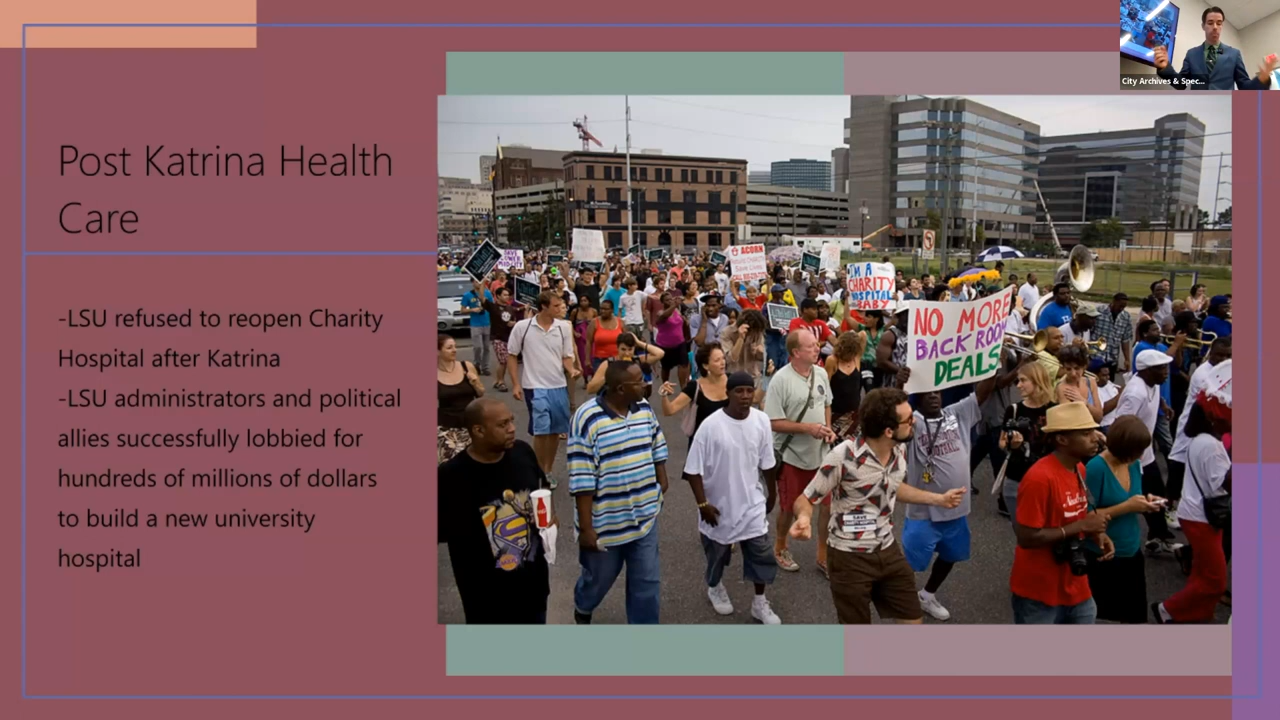 Post Katrina Health
Care
-LSU refused to reopen Charity
Hospital after Katrina
-LSU administrators and political
allies successfully lobbied for
hundreds of millions of dollars
to build a new university
hospital
ACORN
I'M A
CHARITY
HOSPITAL
BABY
NO MORE
BACK ROOM
DEALS
SAVE
City Archives & Spec...